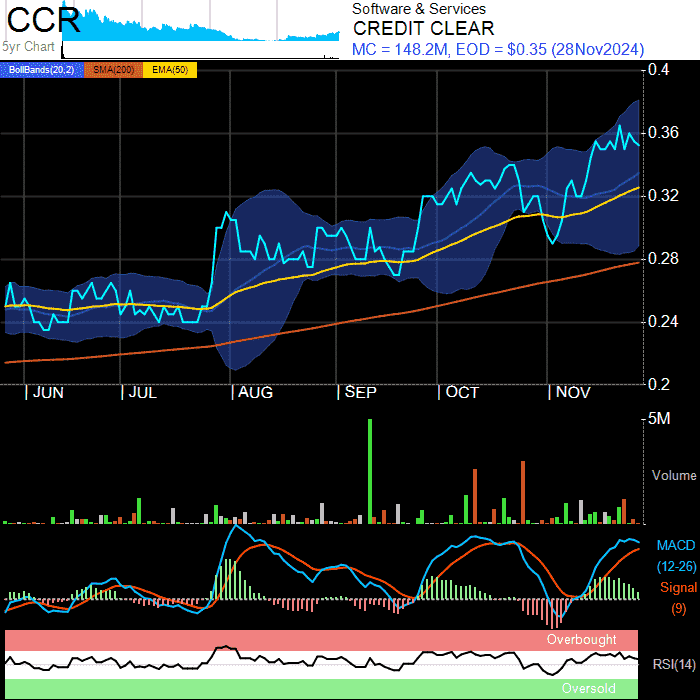 CCR
5yr Chart
Software & Services
CREDIT CLEAR
MC = 148.2M, EOD = $0.35 (28Nov2024)
BollBands(20,2) SMA(200) EMA(50)
0.4
0.36
0.32
0.28
0.24
0.2
JUN JUL AUG SEP OCT NOV
5M
Volume
MACD
(12-26)
Signal
(9)
Overbought
RSI(14)
Oversold